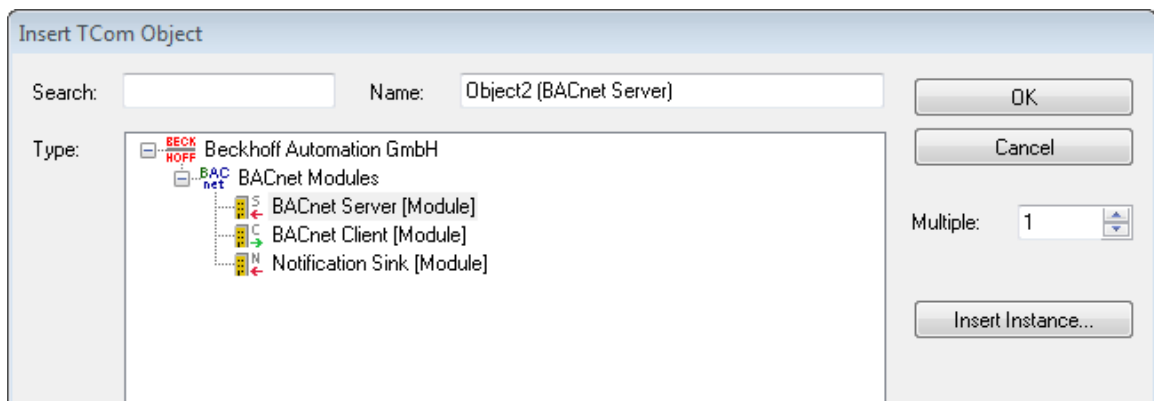 Insert TCom Object
Search:
Name: Object2 (BACnet Server)
OK
Type:
BECK
HOFF
Beckhoff Automation GmbH
Cancel
BAC
net
BACnet Modules
S
BACnet Server [Module]
Multiple: 1
C
BACnet Client [Module]
N
Notification Sink [Module]
Insert Instance...